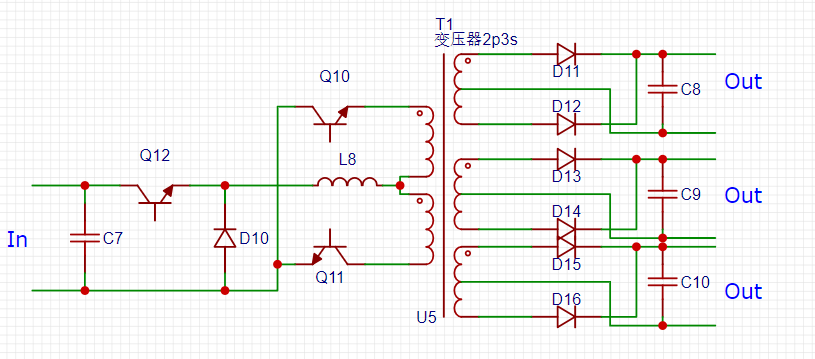 T1
变压器2p3s
Q10
D11
C8
Out
D12
Q12
L8
D13
C9
Out
D14
In
C7
D10
Q11
D15
C10
Out
D16
U5